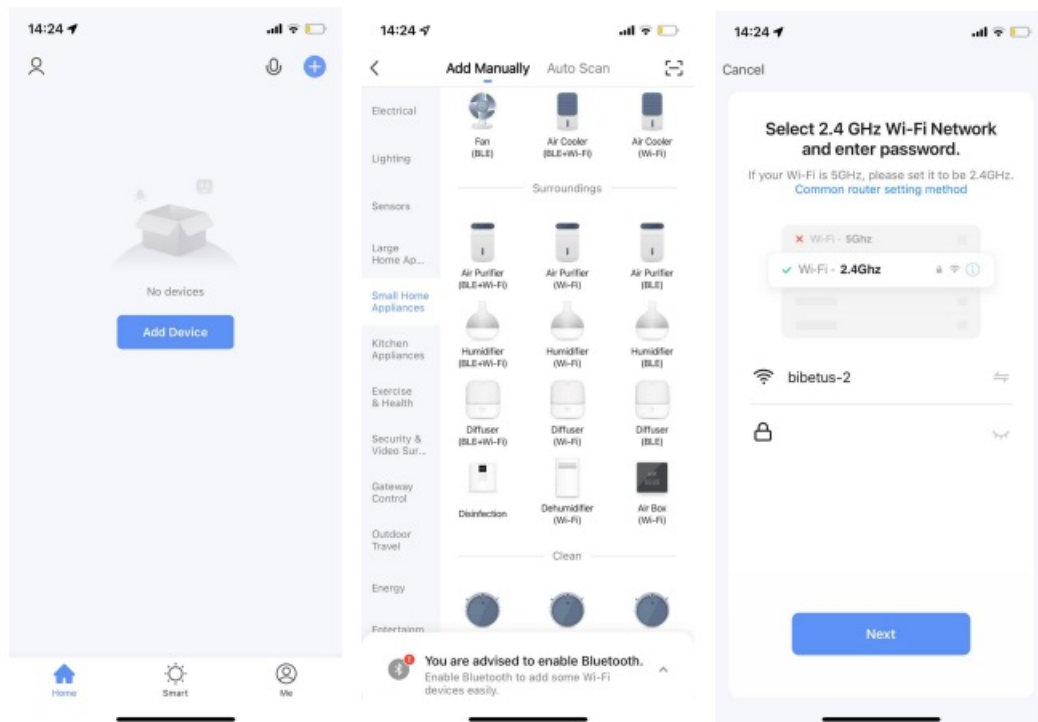 14:24
No devices
Add Device
Home
Smart
Me
14:24
Add Manually
Auto Scan
Electrical
Lighting
Sensors
Large
Home Ap...
Small Home
Appliances
Kitchen
Appliances
Exercise
& Health
Security &
Video Sur...
Gateway
Control
Outdoor
Travel
Energy
Entertainm
Fan
(BLE)
Air Cooler
(BLE+Wi-Fi)
Air Cooler
(Wi-Fi)
Surroundings
Air Purifier
(BLE+Wi-Fi)
Air Purifier
(Wi-Fi)
Air Purifier
(BLE)
Humidifier
(BLE+Wi-Fi)
Humidifier
(Wi-Fi)
Humidifier
(BLE)
Diffuser
(BLE+Wi-Fi)
Diffuser
(Wi-Fi)
Diffuser
(BLE)
Disinfection
Dehumidifier
(Wi-Fi)
Air Box
(Wi-Fi)
Clean
You are advised to enable Bluetooth.
Enable Bluetooth to add some Wi-Fi
devices easily.
14:24
Cancel
Select 2.4 GHz Wi-Fi Network
and enter password.
If your Wi-Fi is 5GHz, please set it to be 2.4GHz.
Common router setting method
Wi-Fi - 5Ghz
Wi-Fi - 2.4Ghz
bibetus-2
Next